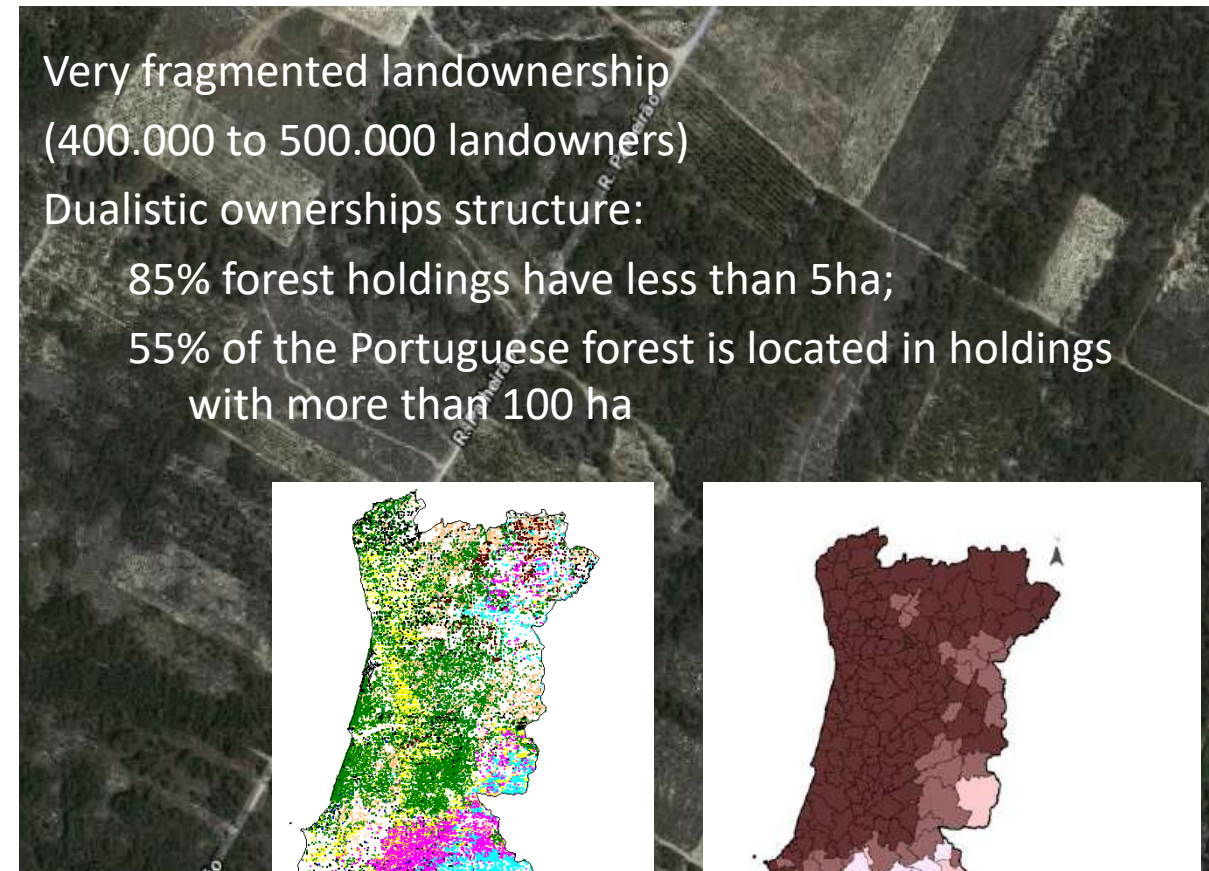 Very fragmented landownership
(400.000 to 500.000 landowners)
Dualistic ownerships structure:
85% forest holdings have less than 5ha;
55% of the Portuguese forest is located in holdings
with more than 100 ha